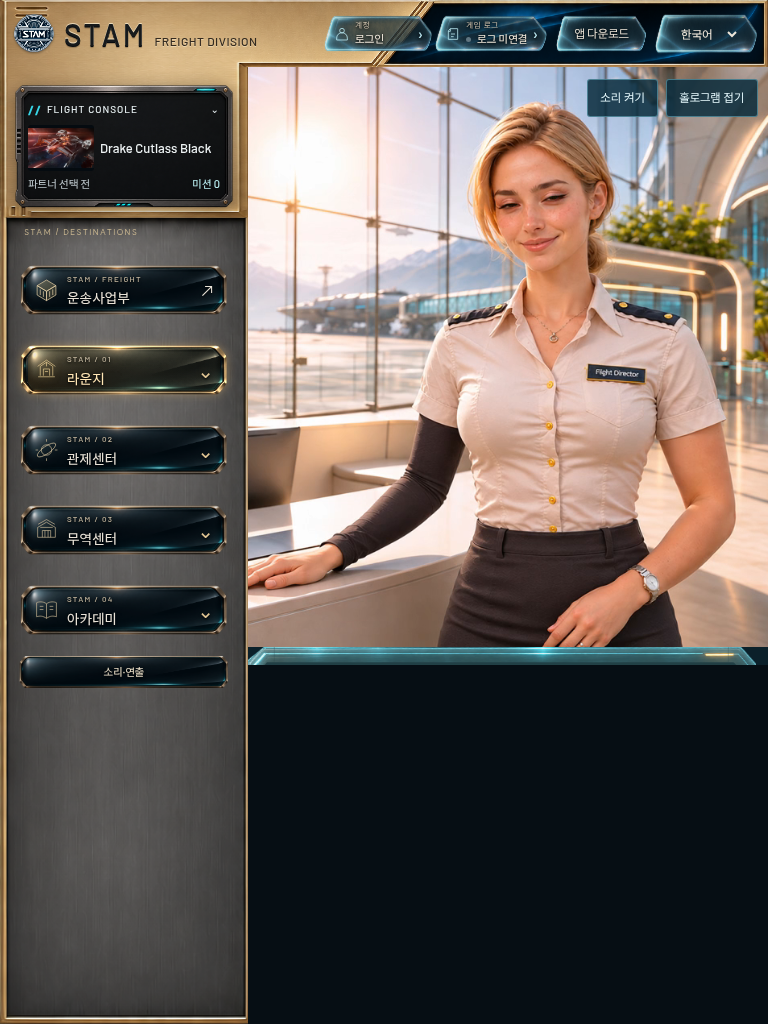 STAM
STAM FREIGHT DIVISION
계정
로그인
게임 로그
로그 미연결
앱 다운로드
한국어
// FLIGHT CONSOLE
Drake Cutlass Black
파트너 선택 전
미션 0
소리 켜기
홀로그램 접기
Flight Director
STAM / DESTINATIONS
STAM / FREIGHT
운송사업부
STAM / 01
라운지
STAM / 02
관제센터
STAM / 03
무역센터
STAM / 04
아카데미
소리·연출